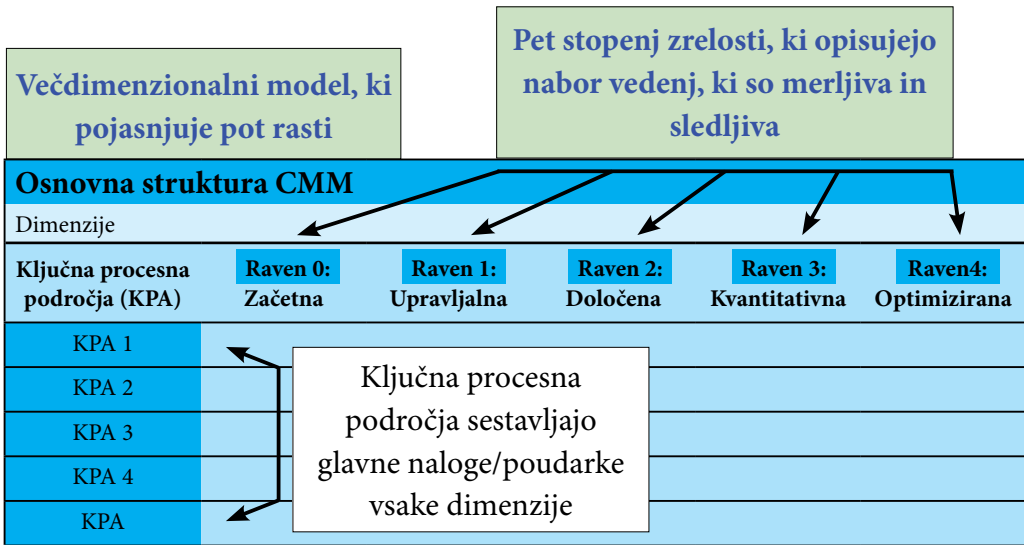 Večdimenzionalni model, ki
pojasnjuje pot rasti
Pet stopenj zrelosti, ki opisujejo
nabor vedenj, ki so merljiva in
sledljiva
Osnovna struktura CMM
Dimenzije
Ključna procesna
področja (KPA)
Raven 0:
Začetna
Raven 1:
Upravljalna
Raven 2:
Določena
Raven 3:
Kvantitativna
Raven4:
Optimizirana
KPA 1
KPA 2
KPA 3
KPA 4
KPA
Ključna procesna
področja sestavljajo
glavne naloge/poudarke
vsake dimenzije